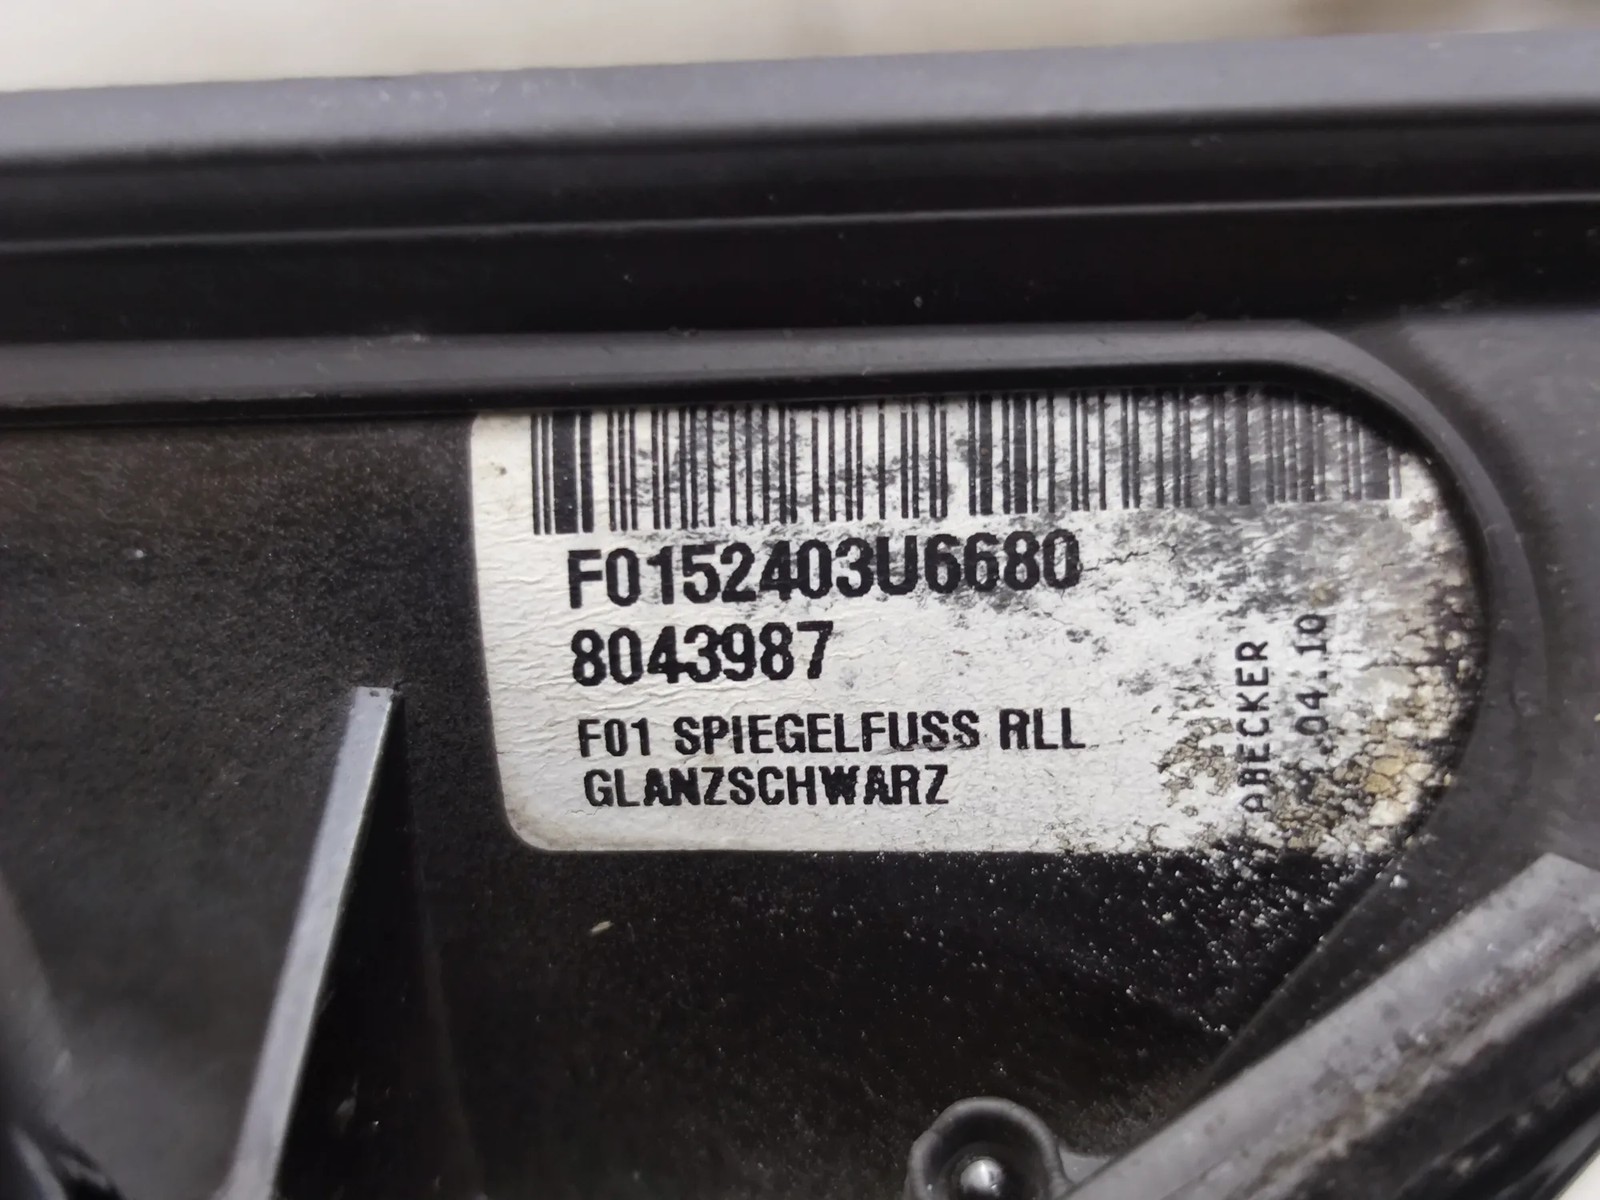 F0152403U6680
8043987
F01 SPIEGELFUSS RLL
GLANZSCHWARZ
ABECKER
.04.10